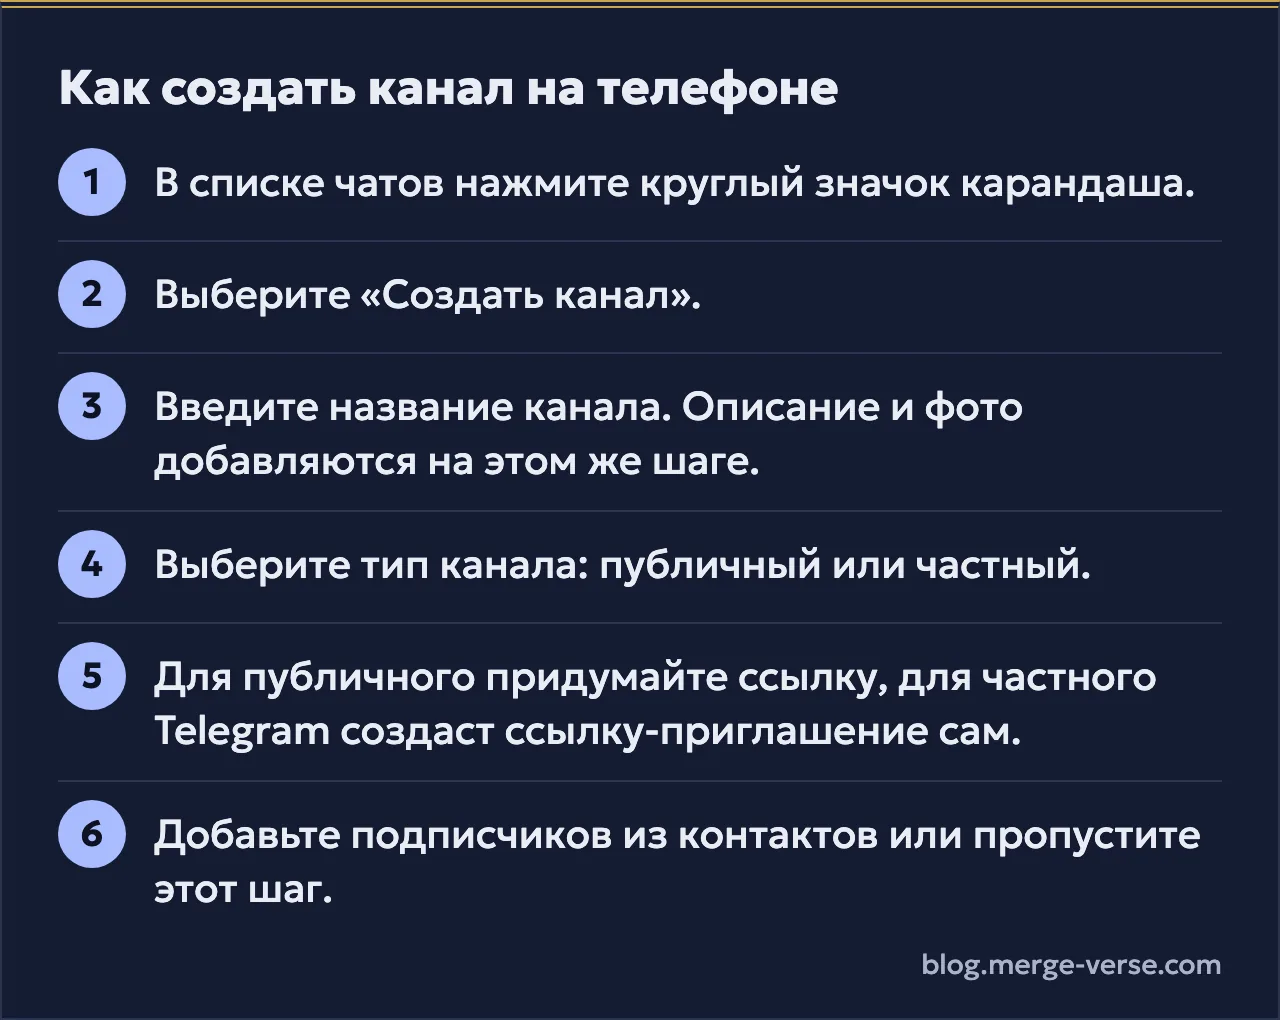 Как создать канал на телефоне
1 В списке чатов нажмите круглый значок карандаша.
2 Выберите «Создать канал».
3 Введите название канала. Описание и фото
добавляются на этом же шаге.
4 Выберите тип канала: публичный или частный.
5 Для публичного придумайте ссылку, для частного
Telegram создаст ссылку-приглашение сам.
6 Добавьте подписчиков из контактов или пропустите
этот шаг.
blog.merge-verse.com